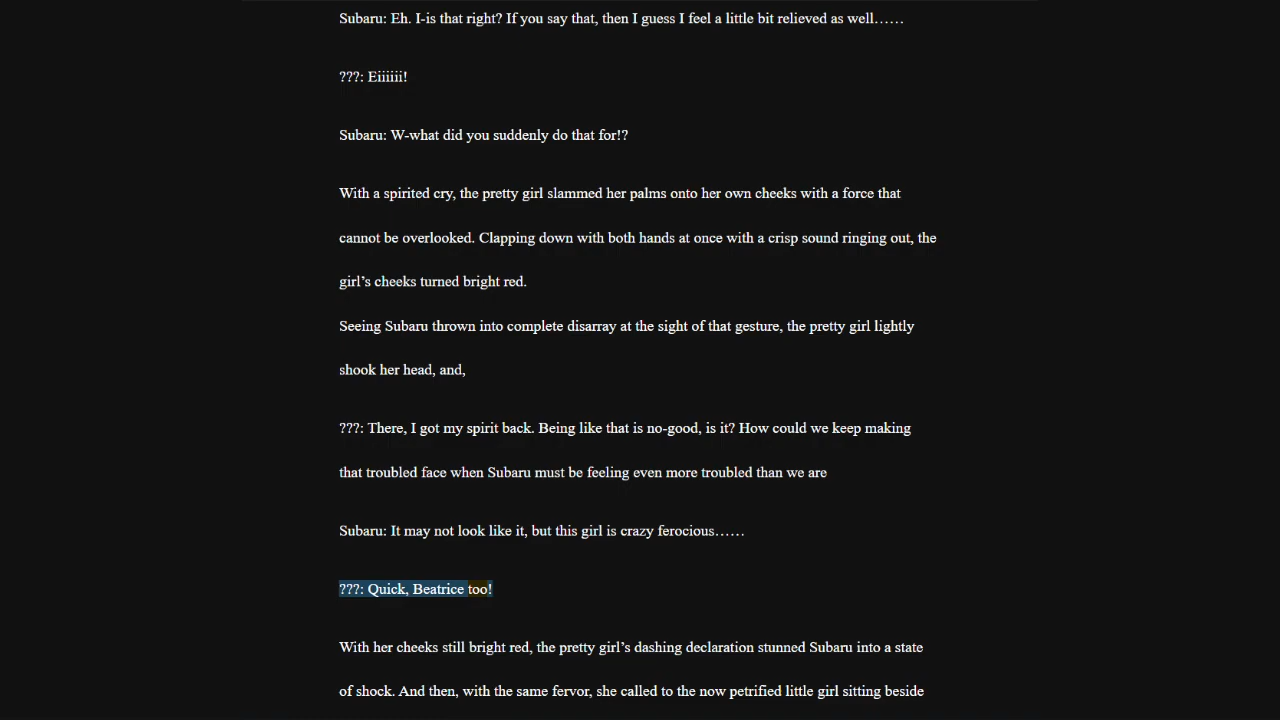 Subaru: Eh. I-is that right? If you say that, then I guess I feel a little bit relieved as well……
???: Eiiiiii!
Subaru: W-what did you suddenly do that for!?
With a spirited cry, the pretty girl slammed her palms onto her own cheeks with a force that
cannot be overlooked. Clapping down with both hands at once with a crisp sound ringing out, the
girl’s cheeks turned bright red.
Seeing Subaru thrown into complete disarray at the sight of that gesture, the pretty girl lightly
shook her head, and,
???: There, I got my spirit back. Being like that is no-good, is it? How could we keep making
that troubled face when Subaru must be feeling even more troubled than we are
Subaru: It may not look like it, but this girl is crazy ferocious……
???: Quick, Beatrice too!
With her cheeks still bright red, the pretty girl’s dashing declaration stunned Subaru into a state
of shock. And then, with the same fervor, she called to the now petrified little girl sitting beside